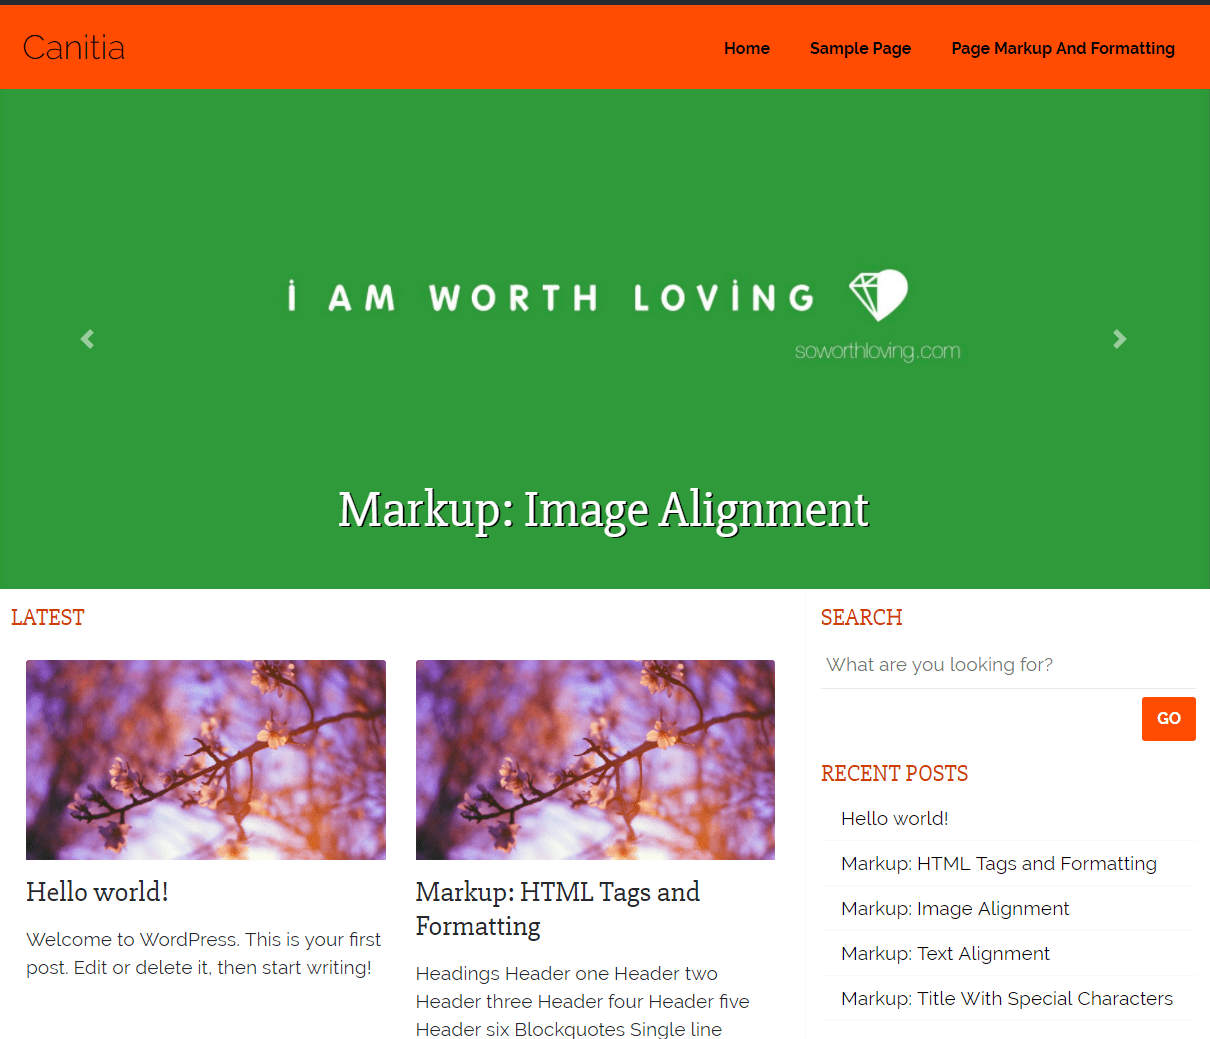 Canitia
Home Sample Page Page Markup And Formatting
I AM WORTH LOVING
soworthloving.com
Markup: Image Alignment
LATEST
Hello world!
Welcome to WordPress. This is your first
post. Edit or delete it, then start writing!
Markup: HTML Tags and
Formatting
Headings Header one Header two
Header three Header four Header five
Header six Blockquotes Single line
SEARCH
What are you looking for?
GO
RECENT POSTS
Hello world!
Markup: HTML Tags and Formatting
Markup: Image Alignment
Markup: Text Alignment
Markup: Title With Special Characters